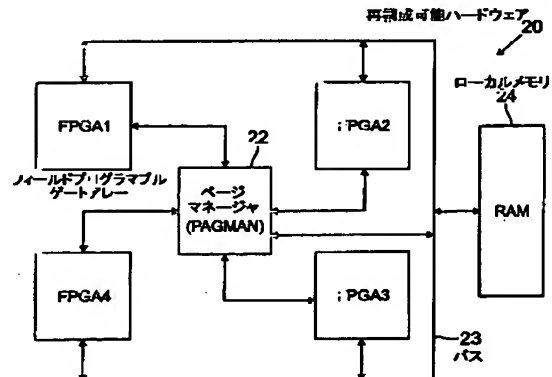 再構成可能ハードウェア
20
ローカルメモリ
24
FPGA1
FPGA2
22
フィールドプログラマブル
ゲートアレー
ページ
マネージャ
(PAGMAN)
RAM
FPGA4
FPGA3
23
バス